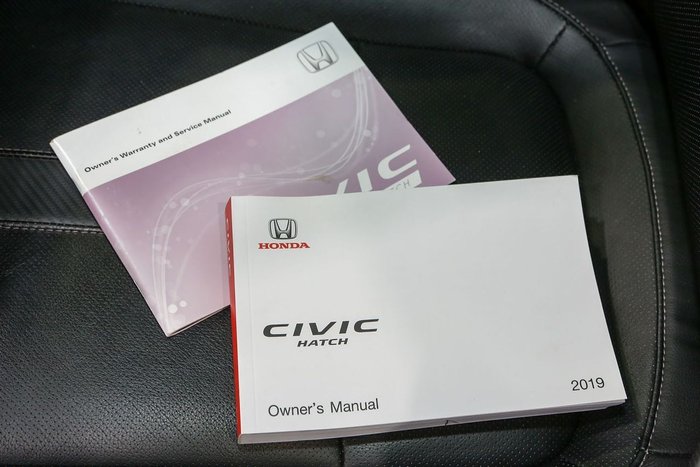 Owner's Warranty and Service Manual
CIVIC
HATCH
HONDA
CIVIC
HATCH
Owner's Manual
2019